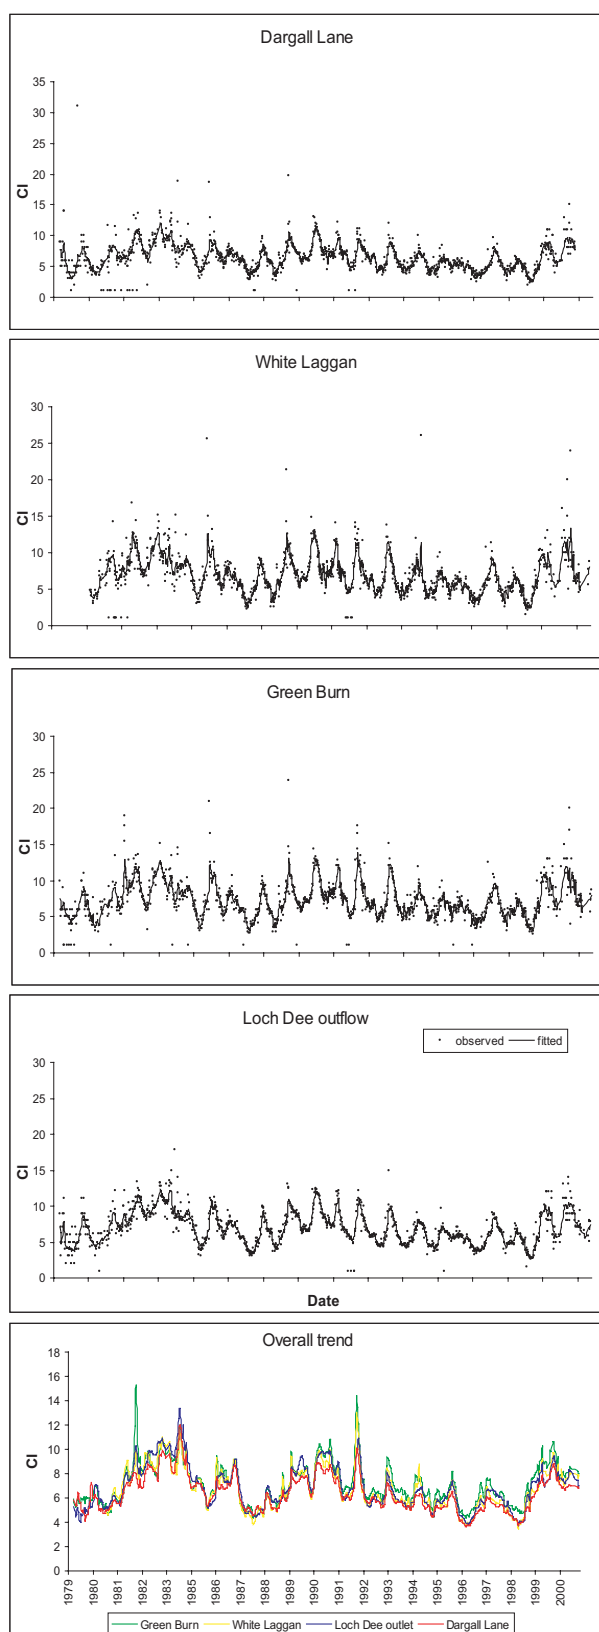 Dargall Lane
35
30
25
20
15
10
5
0
Cl
White Laggan
30
25
20
15
10
5
0
Cl
Green Burn
30
25
20
15
10
5
0
Cl
Loch Dee outflow
observed fitted
30
25
20
15
10
5
0
Cl
Date
Overall trend
18
16
14
12
10
8
6
4
2
0
Cl
1979 1980 1981 1982 1983 1984 1985 1986 1987 1988 1989 1990 1991 1992 1993 1994 1995 1996 1997 1998 1999 2000
Green Burn White Laggan Loch Dee outlet Dargall Lane